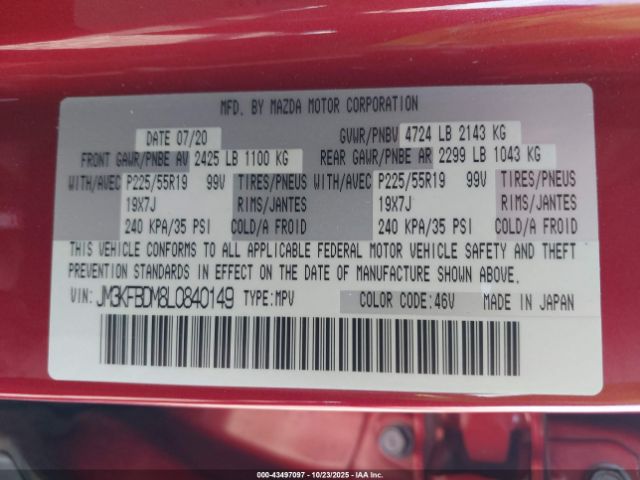 MFD. BY MAZDA MOTOR CORPORATION
DATE 07/20 GVWR/PNBV 4724 LB 2143 KG
FRONT GAWR/PNBE AV 2425 LB 1100 KG REAR GAWR/PNBE AR 2299 LB 1043 KG
WITH/AVEC P225/55R19 99V TIRES/PNEUS WITH/AVEC P225/55R19 99V TIRES/PNEUS
19X7J RIMS/JANTES 19X7J RIMS/JANTES
240 KPA/35 PSI COLD/A FROID 240 KPA/35 PSI COLD/A FROID
THIS VEHICLE CONFORMS TO ALL APPLICABLE FEDERAL MOTOR VEHICLE SAFETY AND THEFT
PREVENTION STANDARDS IN EFFECT ON THE DATE OF MANUFACTURE SHOWN ABOVE.
VIN: JM3KFBDM8L0840149 TYPE:MPV COLOR CODE:46V MADE IN JAPAN
Copart 43497097 - 10/23/2025 - IAA Inc.